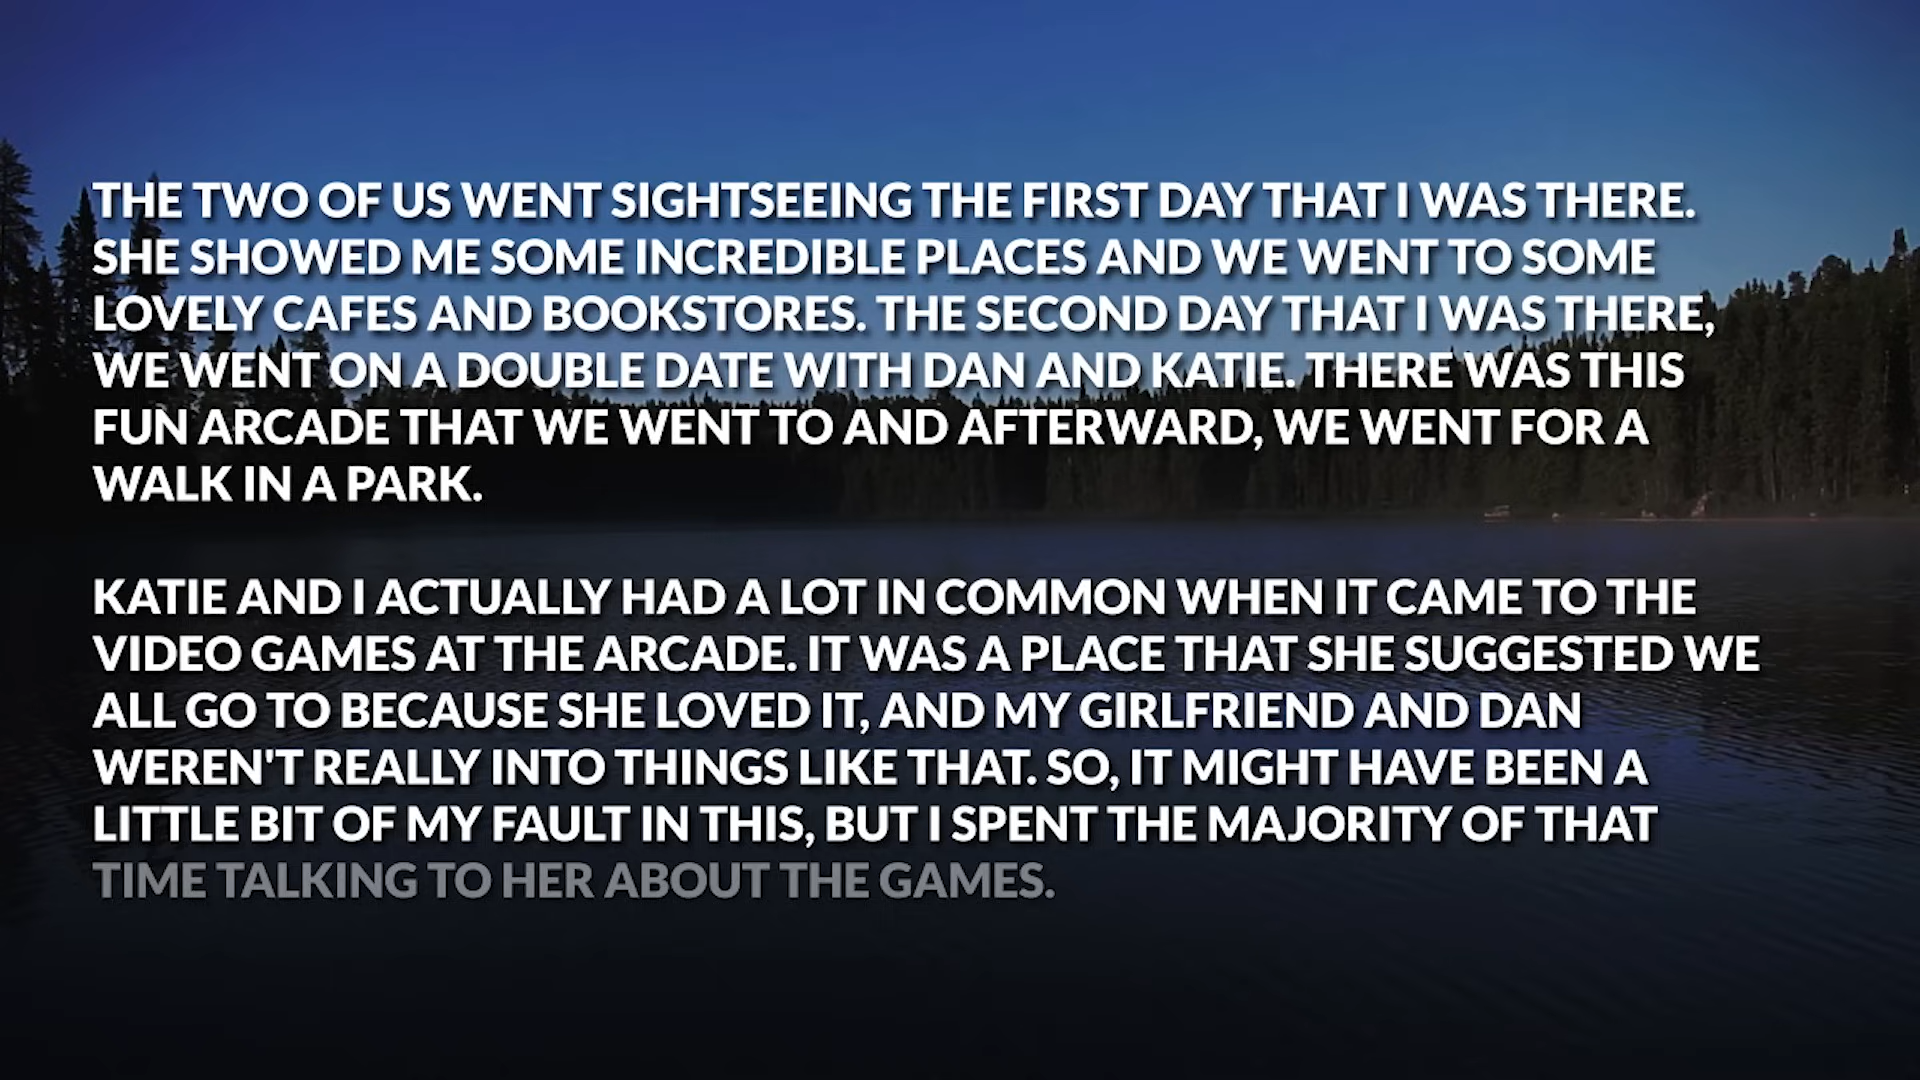 THE TWO OF US WENT SIGHTSEEING THE FIRST DAY THAT I WAS THERE.
SHE SHOWED ME SOME INCREDIBLE PLACES AND WE WENT TO SOME
LOVELY CAFES AND BOOKSTORES. THE SECOND DAY THAT I WAS THERE,
WE WENT ON A DOUBLE DATE WITH DAN AND KATIE. THERE WAS THIS
FUN ARCADE THAT WE WENT TO AND AFTERWARD, WE WENT FOR A
WALK IN A PARK.
KATIE AND I ACTUALLY HAD A LOT IN COMMON WHEN IT CAME TO THE
VIDEO GAMES AT THE ARCADE. IT WAS A PLACE THAT SHE SUGGESTED WE
ALL GO TO BECAUSE SHE LOVED IT, AND MY GIRLFRIEND AND DAN
WEREN'T REALLY INTO THINGS LIKE THAT. SO, IT MIGHT HAVE BEEN A
LITTLE BIT OF MY FAULT IN THIS, BUT I SPENT THE MAJORITY OF THAT
TIME TALKING TO HER ABOUT THE GAMES.